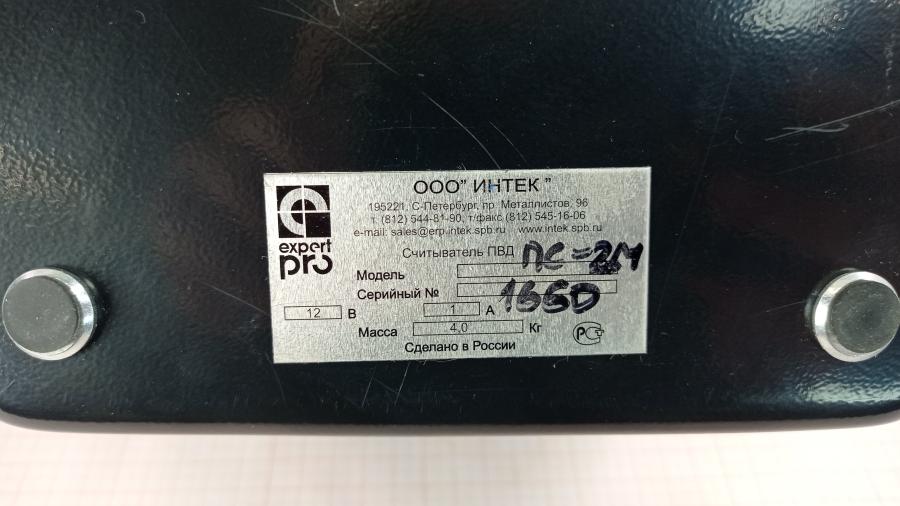 ООО" ИНТЕК "
195221, С-Петербург, пр. Металлистов, 96
т. (812) 544-81-90, т/факс (812) 545-16-06
e-mail: sales@erp.intek.spb.ru www.intek.spb.ru
expert
pro
Считыватель ПВД
Модель ПС-2М
Серийный № 1660
12 В 1 А
Масса 4,0 Кг
Сделано в России